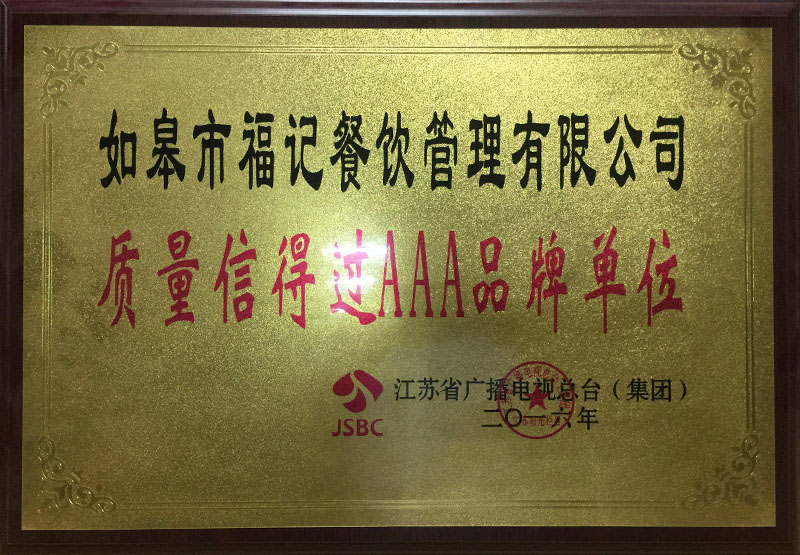 如皋市福记餐饮管理有限公司
质量信得过AAA品牌单位
JSBC
江苏省广播电视总台（集团）
二〇一六年